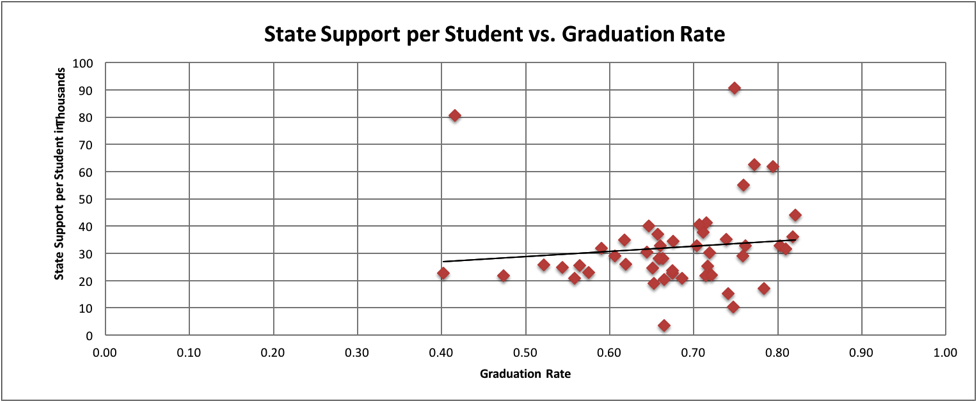 State Support per Student vs. Graduation Rate
State Support per Student in Thousands
100
90
80
70
60
50
40
30
20
10
0
0.00 0.10 0.20 0.30 0.40 0.50 0.60 0.70 0.80 0.90 1.00
Graduation Rate